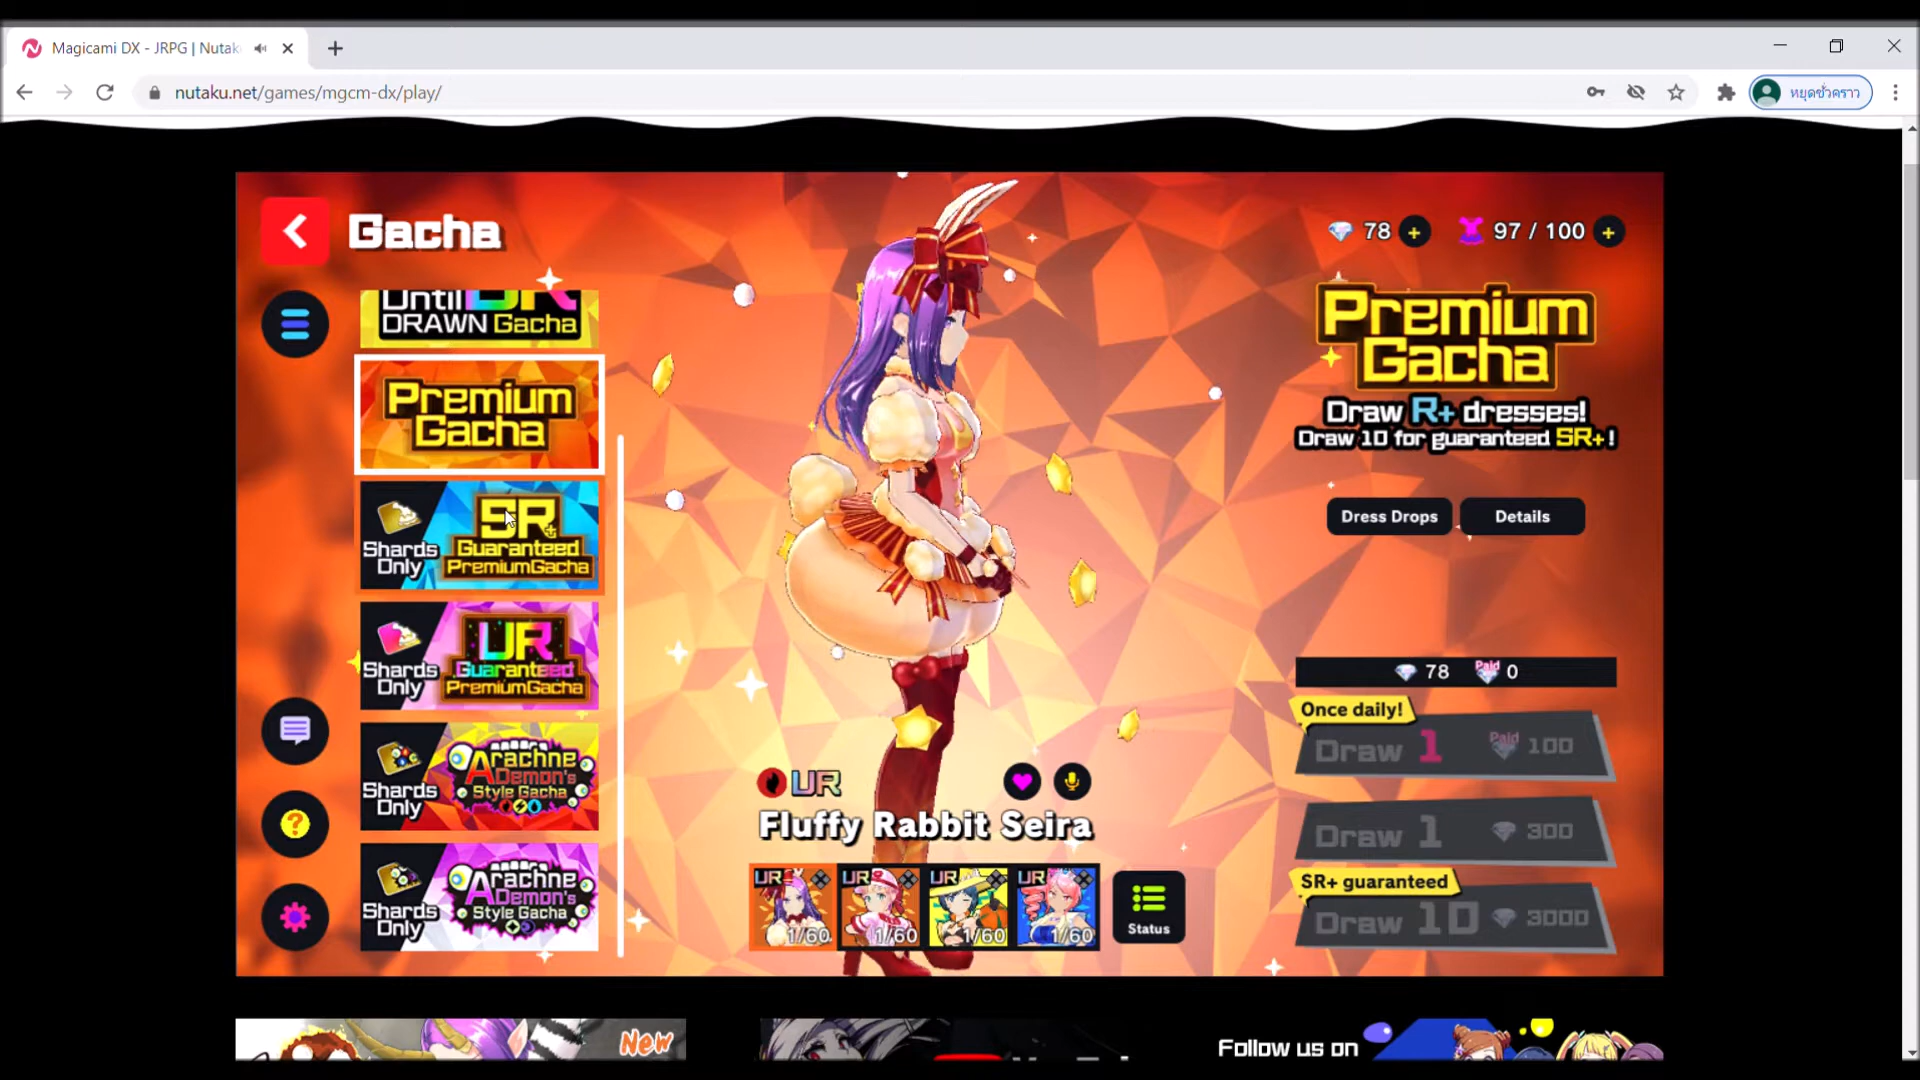 Magicami DX - JRPG | Nutak
nutaku.net/games/mgcm-dx/play/
หยุดชั่วคราว
Gacha
78
97 / 100
Until UR
DRAWN Gacha
Premium
Gacha
Shards
Only
SR+
Guaranteed
PremiumGacha
Shards
Only
UR
Guaranteed
PremiumGacha
Shards
Only
Arachne
Demon's
Style Gacha
Shards
Only
Arachne
Demon's
Style Gacha
UR
Fluffy Rabbit Seira
UR
1/60
UR
1/60
UR
1/60
UR
1/60
Status
Premium
Gacha
Draw R+ dresses!
Draw 10 for guaranteed SR+!
Dress Drops
Details
78
Paid 0
Once daily!
Draw 1 Paid 100
Draw 1 300
SR+ guaranteed
Draw 10 3000
New
Follow us on